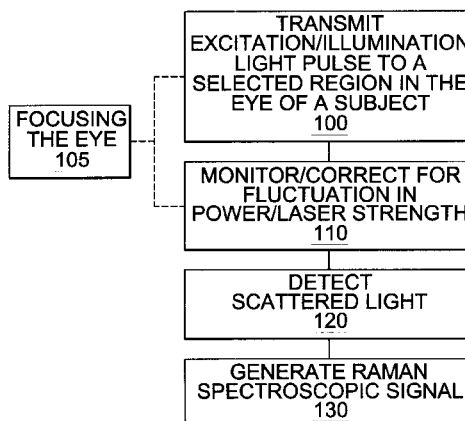 TRANSMIT
EXCITATION/ILLUMINATION
LIGHT PULSE TO A
SELECTED REGION IN THE
EYE OF A SUBJECT
100
FOCUSING
THE EYE
105
MONITOR/CORRECT FOR
FLUCTUATION IN
POWER/LASER STRENGTH
110
DETECT
SCATTERED LIGHT
120
GENERATE RAMAN
SPECTROSCOPIC SIGNAL
130